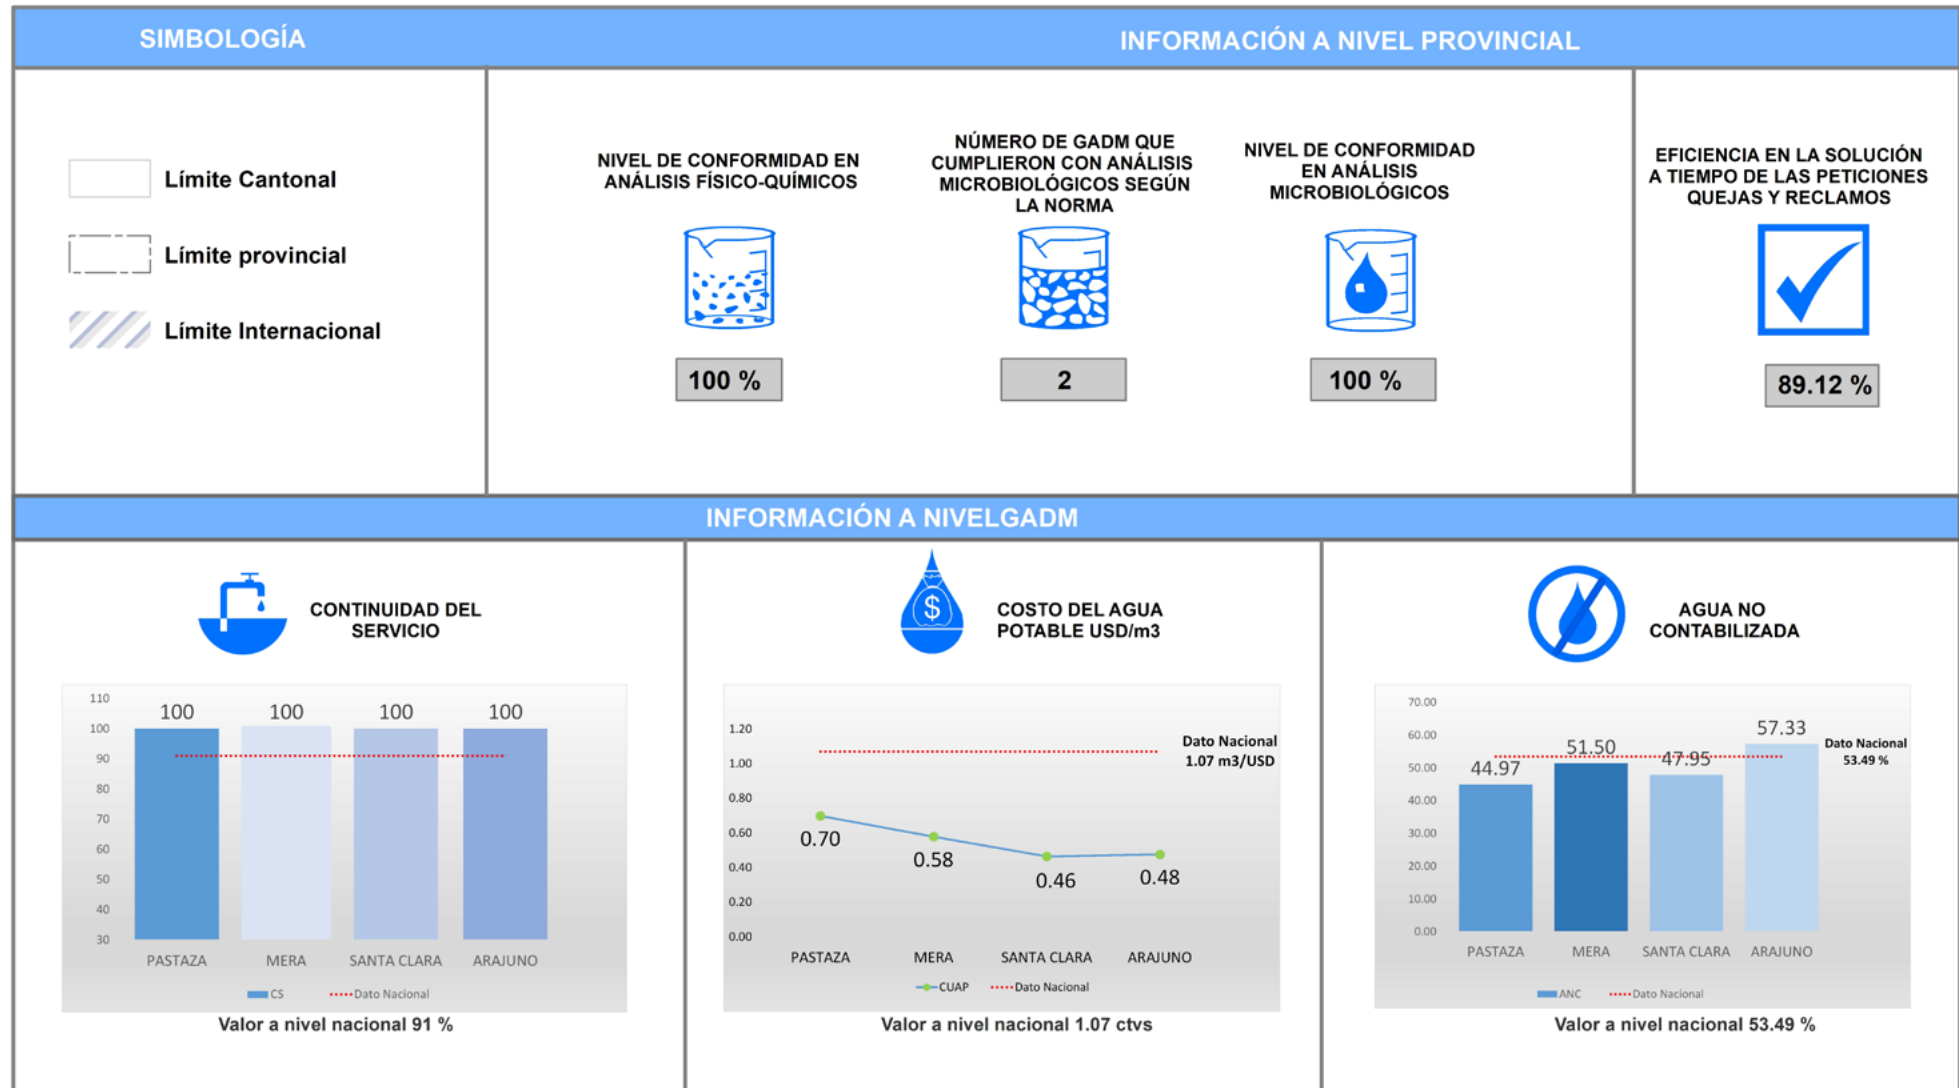 SIMBOLOGÍA
INFORMACIÓN A NIVEL PROVINCIAL
Límite Cantonal
Límite provincial
Límite Internacional
NIVEL DE CONFORMIDAD EN
ANÁLISIS FÍSICO-QUÍMICOS
100 %
NÚMERO DE GADM QUE
CUMPLIERON CON ANÁLISIS
MICROBIOLÓGICOS SEGÚN
LA NORMA
2
NIVEL DE CONFORMIDAD
EN ANÁLISIS
MICROBIOLÓGICOS
100 %
EFICIENCIA EN LA SOLUCIÓN
A TIEMPO DE LAS PETICIONES
QUEJAS Y RECLAMOS
89.12 %
INFORMACIÓN A NIVELGADM
CONTINUIDAD DEL
SERVICIO
110
100
90
80
70
60
50
40
30
100 100 100 100
PASTAZA MERA SANTA CLARA ARAJUNO
CS Dato Nacional
Valor a nivel nacional 91 %
$
COSTO DEL AGUA
POTABLE USD/m3
1.20
1.00
0.80
0.60
0.40
0.20
0.00
Dato Nacional
1.07 m3/USD
0.70
0.58
0.46
0.48
PASTAZA MERA SANTA CLARA ARAJUNO
CUAP Dato Nacional
Valor a nivel nacional 1.07 ctvs
AGUA NO
CONTABILIZADA
70.00
60.00
50.00
40.00
30.00
20.00
10.00
0.00
44.97
51.50
47.95
57.33
Dato Nacional
53.49 %
PASTAZA MERA SANTA CLARA ARAJUNO
ANC Dato Nacional
Valor a nivel nacional 53.49 %